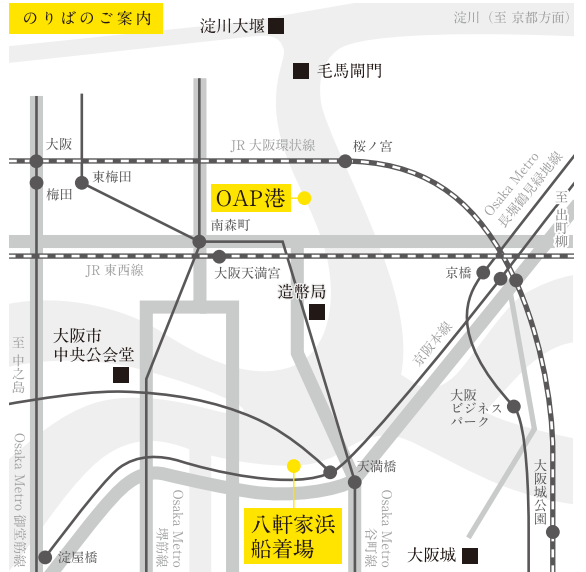 のりばのご案内
淀川大堰
淀川（至 京都方面）
毛馬閘門
大阪
JR 大阪環状線
桜ノ宮
梅田
東梅田
OAP港
Osaka Metro
長堀鶴見緑地線
至 出町柳
南森町
JR 東西線
大阪天満宮
京橋
造幣局
大阪市
中央公会堂
至 中之島
京阪本線
大阪
ビジネス
パーク
Osaka Metro 御堂筋線
Osaka Metro
堺筋線
天満橋
八軒家浜
船着場
Osaka Metro
谷町線
大阪城公園
淀屋橋
大阪城